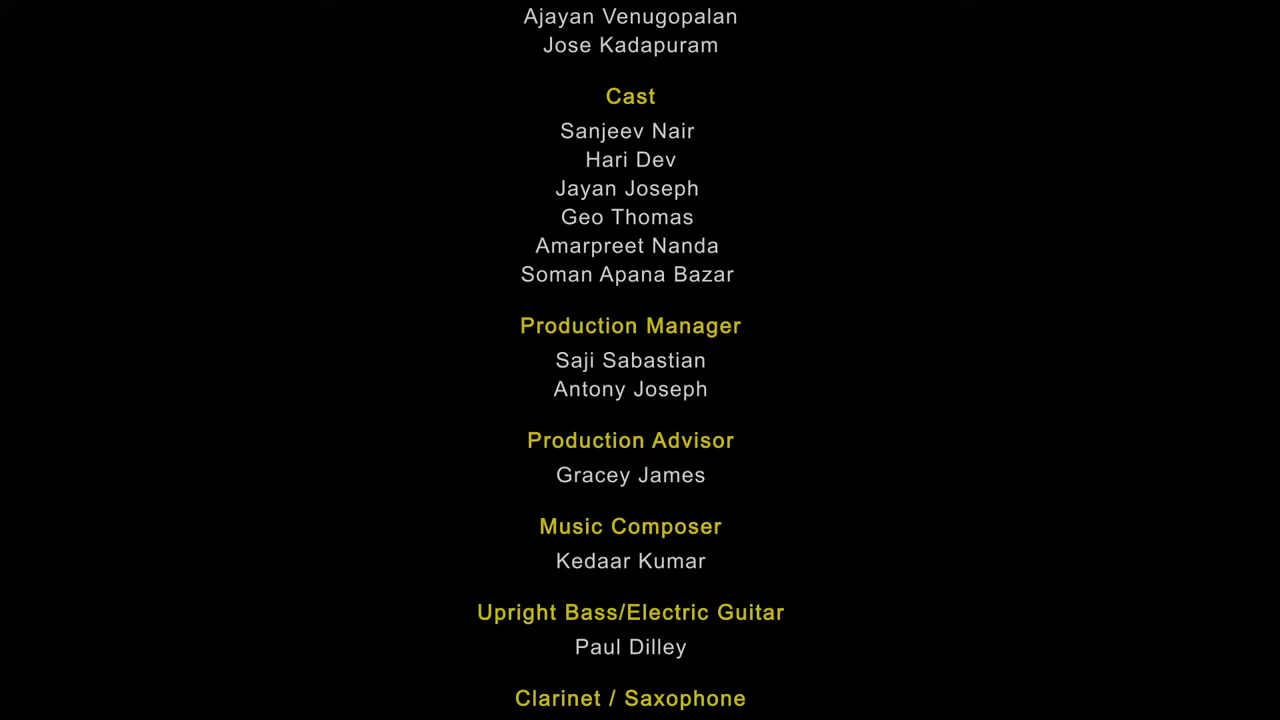 Ajayan Venugopalan
Jose Kadapuram
Cast
Sanjeev Nair
Hari Dev
Jayan Joseph
Geo Thomas
Amarpreet Nanda
Soman Apana Bazar
Production Manager
Saji Sabastian
Antony Joseph
Production Advisor
Gracey James
Music Composer
Kedaar Kumar
Upright Bass/Electric Guitar
Paul Dilley
Clarinet / Saxophone